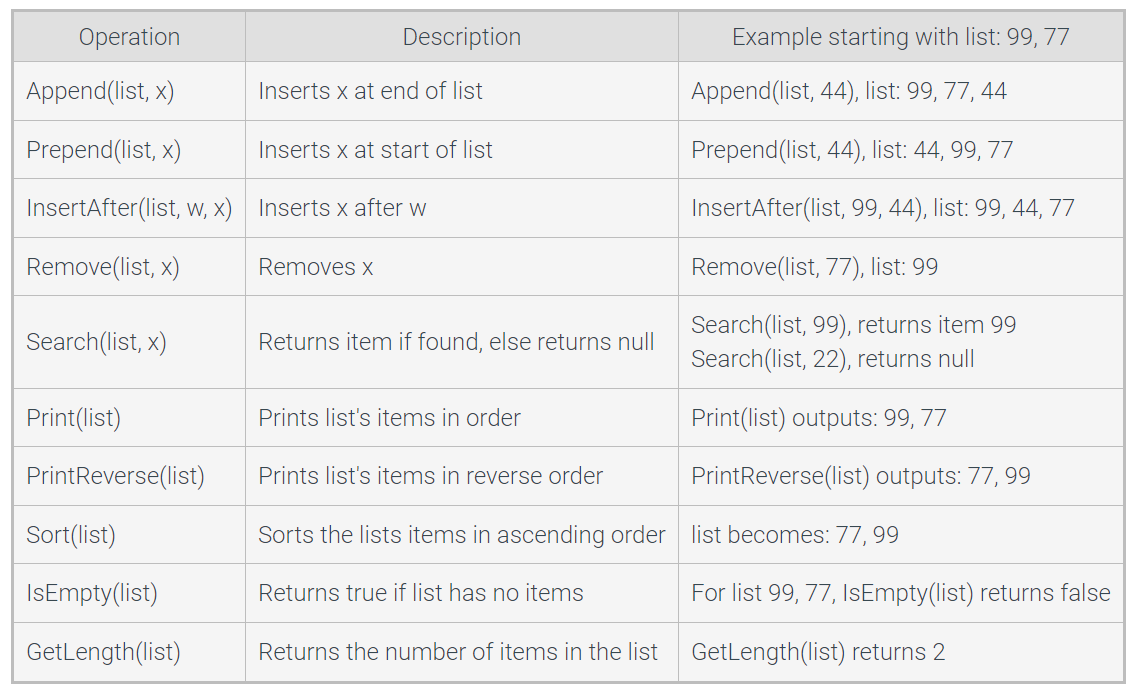 Operation Description Example starting with list: 99, 77
Append(list, x) Inserts x at end of list Append(list, 44), list: 99, 77, 44
Prepend(list, x) Inserts x at start of list Prepend(list, 44), list: 44, 99, 77
InsertAfter(list, w, x) Inserts x after w InsertAfter(list, 99, 44), list: 99, 44, 77
Remove(list, x) Removes x Remove(list, 77), list: 99
Search(list, x) Returns item if found, else returns null Search(list, 99), returns item 99
Search(list, 22), returns null
Print(list) Prints list's items in order Print(list) outputs: 99, 77
PrintReverse(list) Prints list's items in reverse order PrintReverse(list) outputs: 77, 99
Sort(list) Sorts the lists items in ascending order list becomes: 77, 99
IsEmpty(list) Returns true if list has no items For list 99, 77, IsEmpty(list) returns false
GetLength(list) Returns the number of items in the list GetLength(list) returns 2